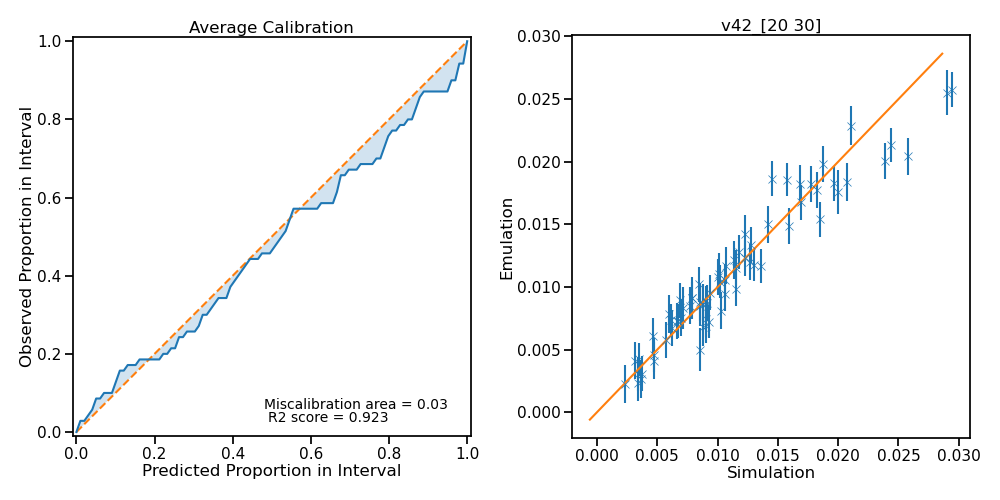 Average Calibration
1.0
0.8
0.6
0.4
0.2
0.0
Observed Proportion in Interval
Miscalibration area = 0.03
R2 score = 0.923
0.0 0.2 0.4 0.6 0.8 1.0
Predicted Proportion in Interval
v42 [20 30]
0.030
0.025
0.020
0.015
0.010
0.005
0.000
Emulation
0.000 0.005 0.010 0.015 0.020 0.025 0.030
Simulation